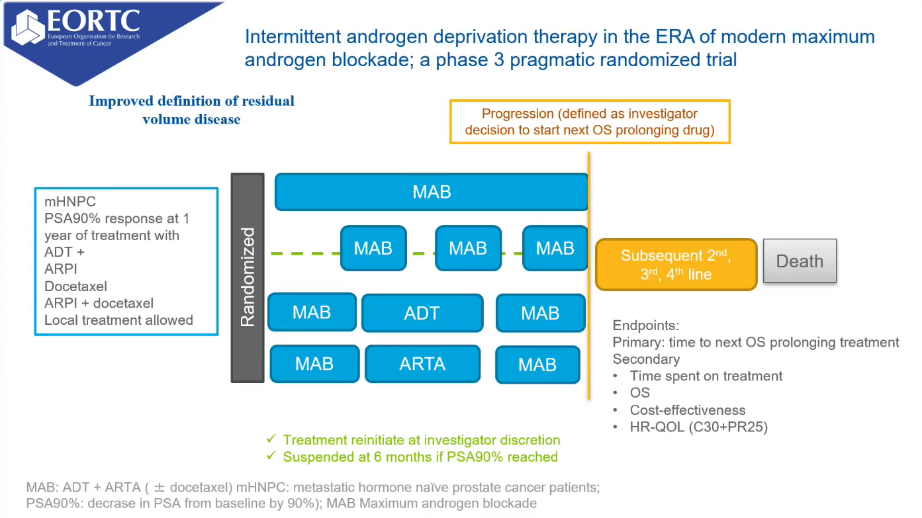 EORTC
European Organisation for Research
and Treatment of Cancer
Intermittent androgen deprivation therapy in the ERA of modern maximum
androgen blockade; a phase 3 pragmatic randomized trial
Improved definition of residual
volume disease
Progression (defined as investigator
decision to start next OS prolonging drug)
mHNPC
PSA90% response at 1
year of treatment with
ADT +
ARPI
Docetaxel
ARPI + docetaxel
Local treatment allowed
Randomized
MAB
MAB
MAB
MAB
MAB
ADT
MAB
MAB
ARTA
MAB
Subsequent 2nd,
3rd, 4th line
Death
Endpoints:
Primary: time to next OS prolonging treatment
Secondary
• Time spent on treatment
• OS
• Cost-effectiveness
• HR-QOL (C30+PR25)
✓ Treatment reinitiate at investigator discretion
✓ Suspended at 6 months if PSA90% reached
MAB: ADT + ARTA ( ± docetaxel) mHNPC: metastatic hormone naïve prostate cancer patients;
PSA90%: decrase in PSA from baseline by 90%); MAB Maximum androgen blockade